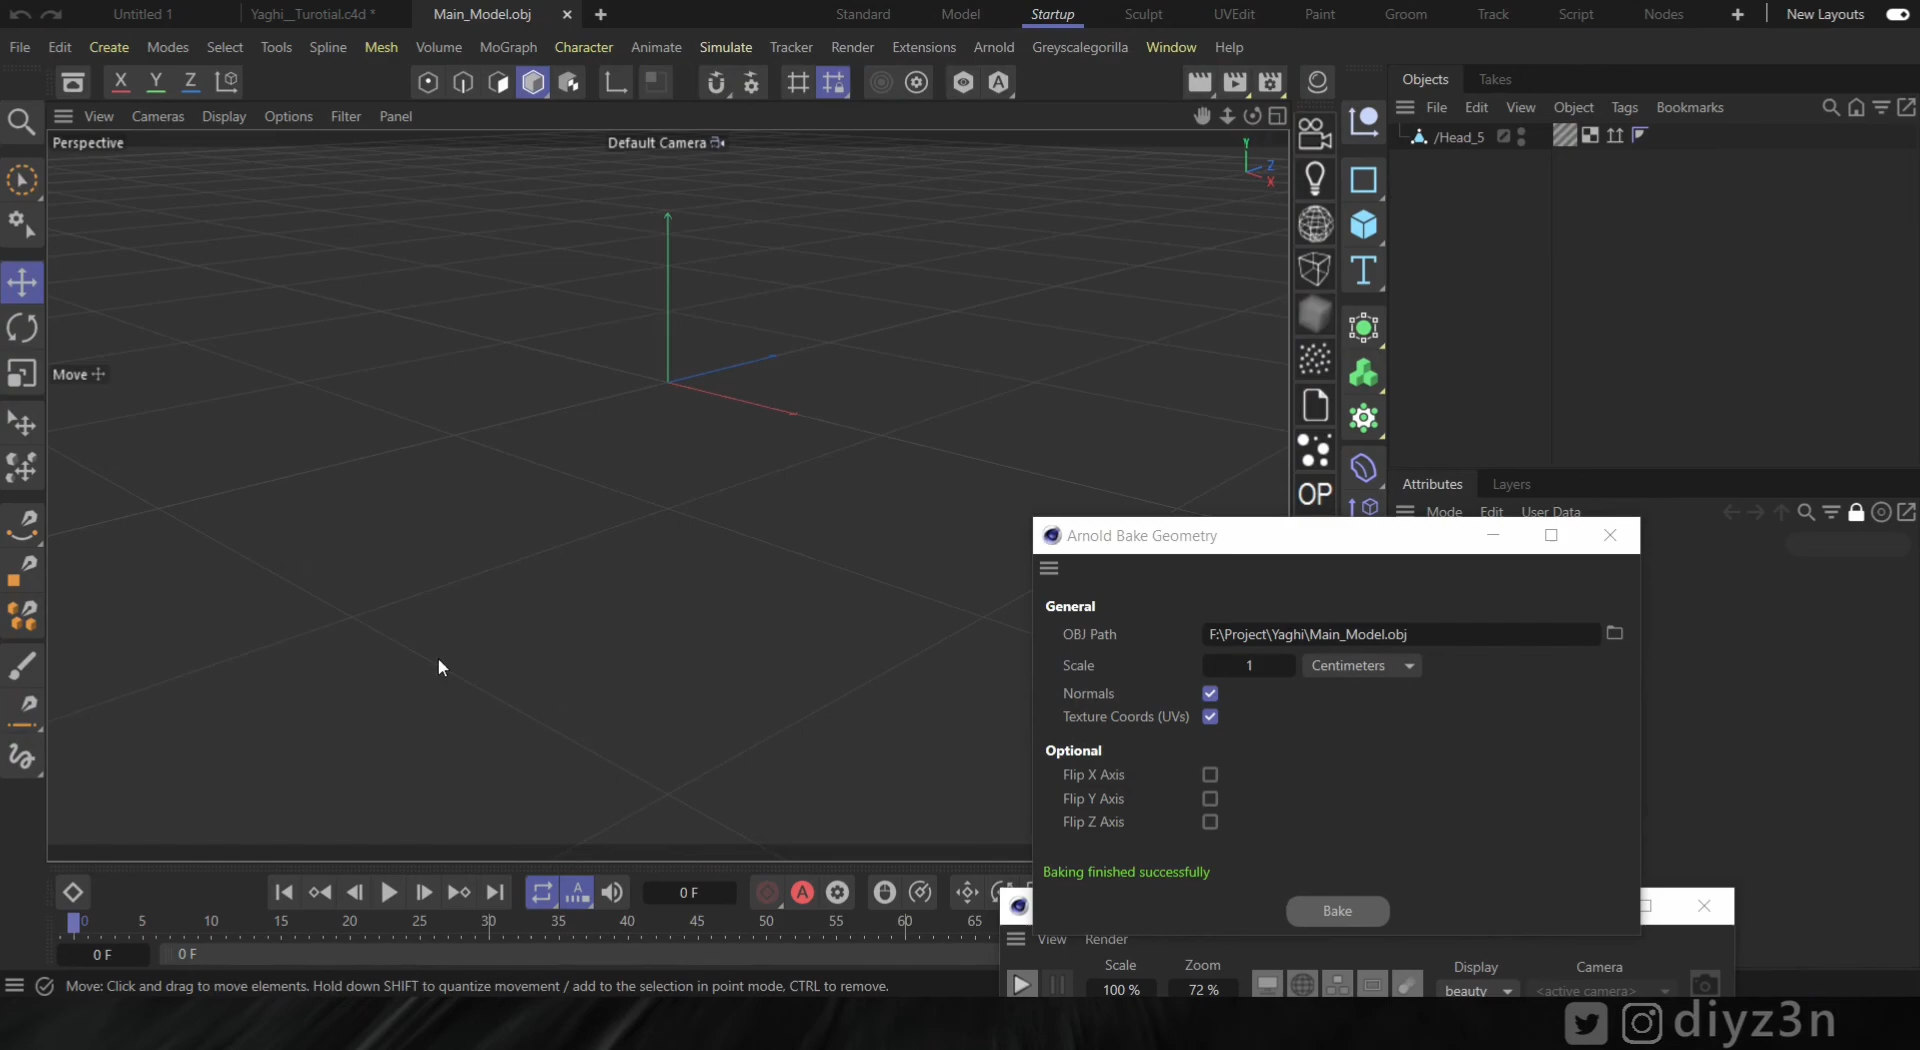 Untitled 1
Yaghi_Turotial.c4d *
Main_Model.obj
Standard
Model
Startup
Sculpt
UVEdit
Paint
Groom
Track
Script
Nodes
New Layouts
File Edit Create Modes Select Tools Spline Mesh Volume MoGraph Character Animate Simulate Tracker Render Extensions Arnold Greyscalegorilla Window Help
X Y Z
A
Objects Takes
File Edit View Object Tags Bookmarks
View Cameras Display Options Filter Panel
/Head_5
Perspective
Default Camera
Y
Z
X
T
Move
OP
Attributes Layers
Mode Edit User Data
Arnold Bake Geometry
General
OBJ Path F:\Project\Yaghi\Main_Model.obj
Scale 1 Centimeters
Normals
Texture Coords (UVs)
Optional
Flip X Axis
Flip Y Axis
Flip Z Axis
Baking finished successfully
Bake
A
0 F
A
0 5 10 15 20 25 30 35 40 45 50 55 60 65
0 F
0 F
View Render
Scale Zoom Display Camera
100 % 72 % beauty <active camera>
Move: Click and drag to move elements. Hold down SHIFT to quantize movement / add to the selection in point mode, CTRL to remove.
diyz3n